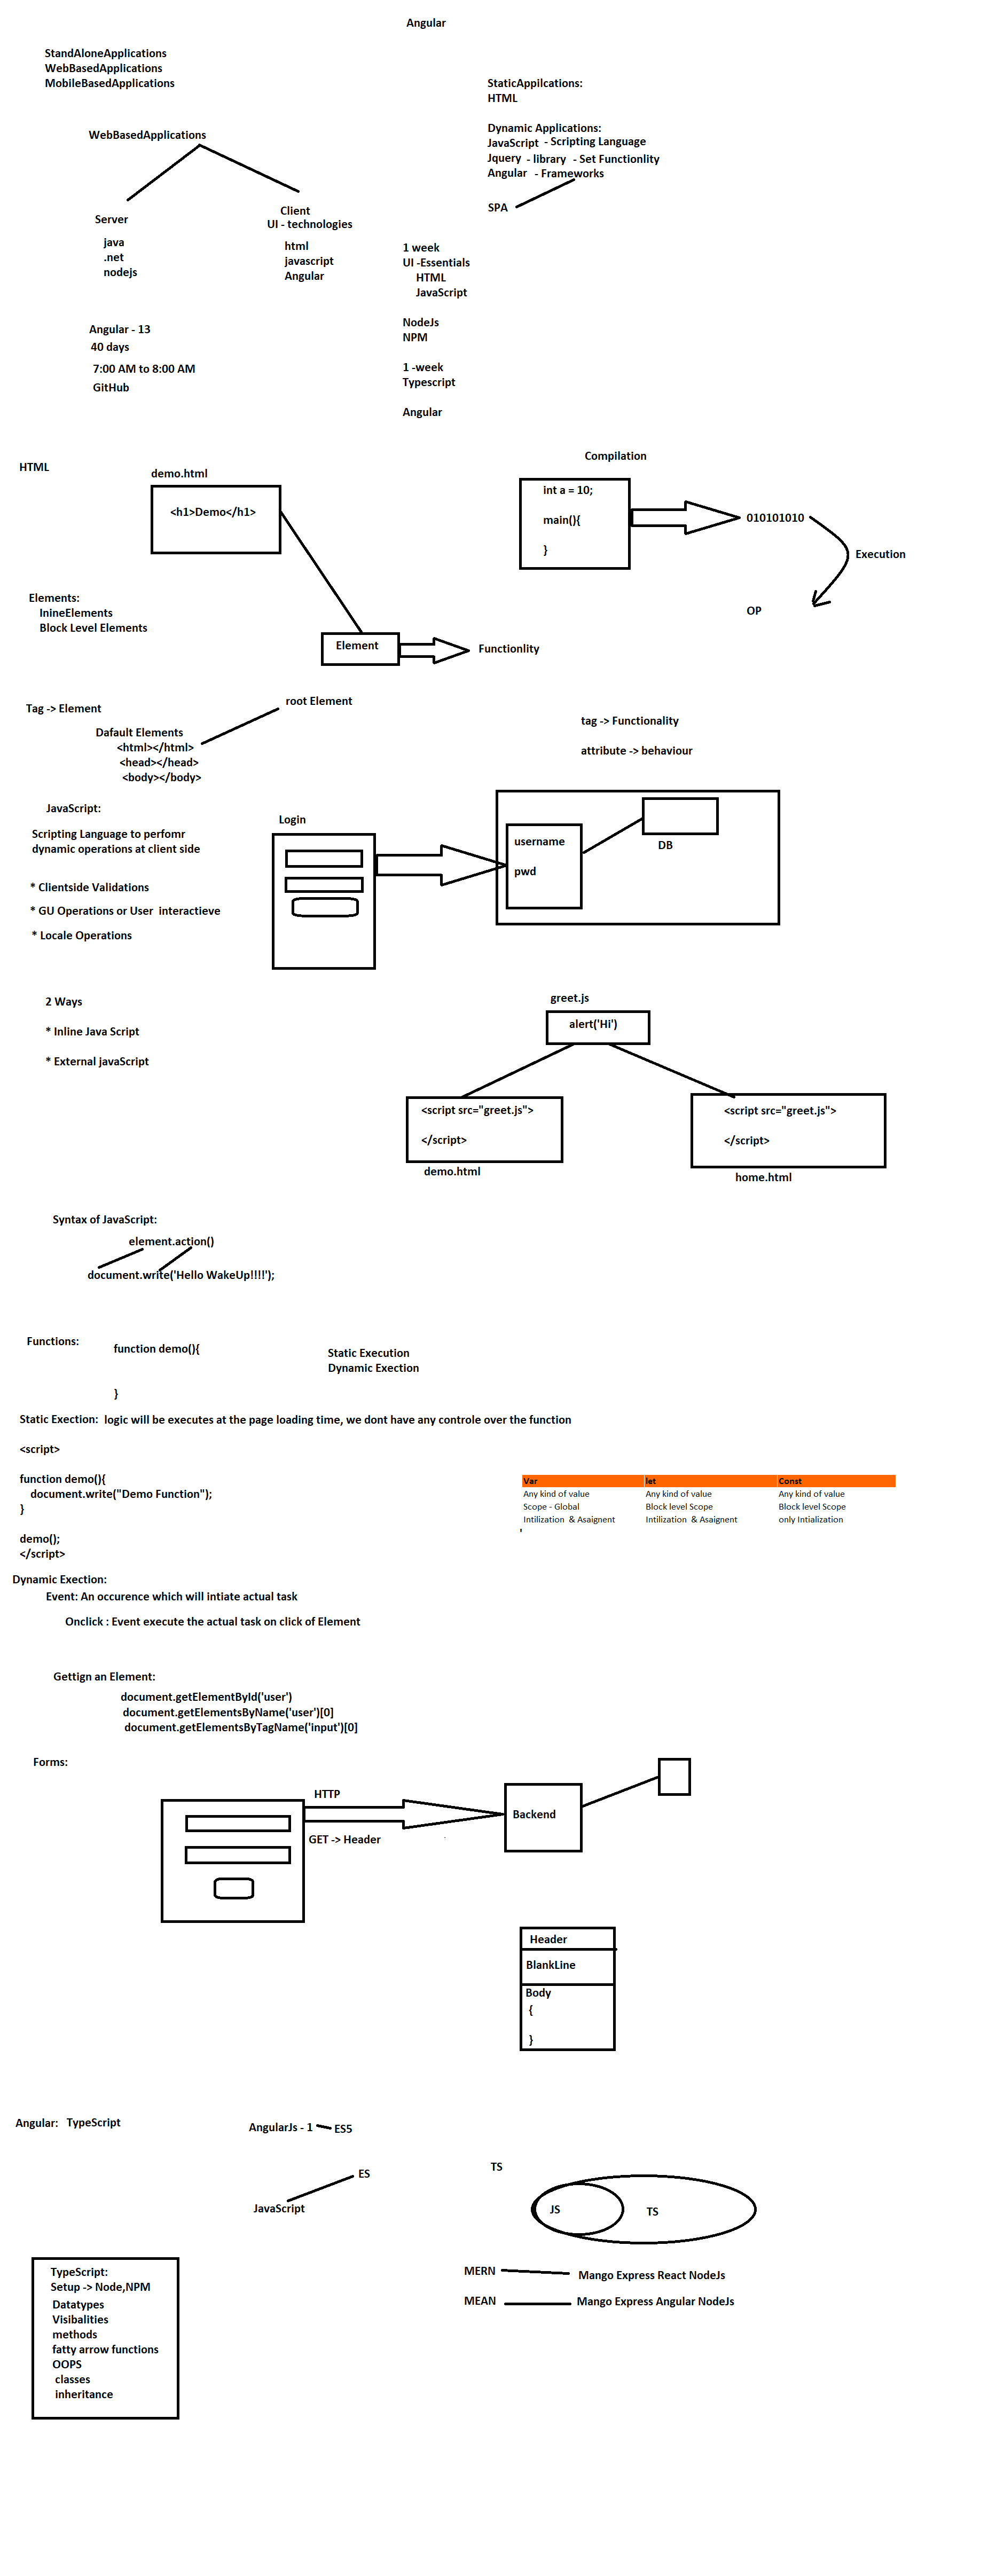 Angular
StandAloneApplications
WebBasedApplications
MobileBasedApplications
StaticAppilcations:
HTML
Dynamic Applications:
JavaScript - Scripting Language
Jquery - library - Set Functionlity
Angular - Frameworks
SPA
WebBasedApplications
Server
java
.net
nodejs
Client
UI - technologies
html
javascript
Angular
1 week
UI -Essentials
HTML
JavaScript
NodeJs
NPM
1 -week
Typescript
Angular
Angular - 13
40 days
7:00 AM to 8:00 AM
GitHub
HTML
demo.html
<h1>Demo</h1>
Compilation
int a = 10;
main(){
}
010101010
Execution
OP
Elements:
InineElements
Block Level Elements
Element
Functionlity
Tag -> Element
root Element
Dafault Elements
<html></html>
<head></head>
<body></body>
tag -> Functionality
attribute -> behaviour
JavaScript:
Scripting Language to perfomr
dynamic operations at client side
* Clientside Validations
* GU Operations or User interactieve
* Locale Operations
Login
username
pwd
DB
2 Ways
* Inline Java Script
* External javaScript
greet.js
alert('Hi')
<script src="greet.js">
</script>
demo.html
<script src="greet.js">
</script>
home.html
Syntax of JavaScript:
element.action()
document.write('Hello WakeUp!!!!');
Functions:
function demo(){
}
Static Execution
Dynamic Exection
Static Exection: logic will be executes at the page loading time, we dont have any controle over the function
<script>
function demo(){
document.write("Demo Function");
}
demo();
</script>
Var let Const
Any kind of value Any kind of value Any kind of value
Scope - Global Block level Scope Block level Scope
Intilization & Asaignent Intilization & Asaignent only Intialization
Dynamic Exection:
Event: An occurence which will intiate actual task
Onclick : Event execute the actual task on click of Element
Gettign an Element:
document.getElementById('user')
document.getElementsByName('user')[0]
document.getElementsByTagName('input')[0]
Forms:
HTTP
GET -> Header
Backend
Header
BlankLine
Body
{
}
Angular: TypeScript
AngularJs - 1
ES5
ES
JavaScript
TS
JS
TS
MERN
Mango Express React NodeJs
MEAN
Mango Express Angular NodeJs
TypeScript:
Setup -> Node,NPM
Datatypes
Visibalities
methods
fatty arrow functions
OOPS
classes
inheritance